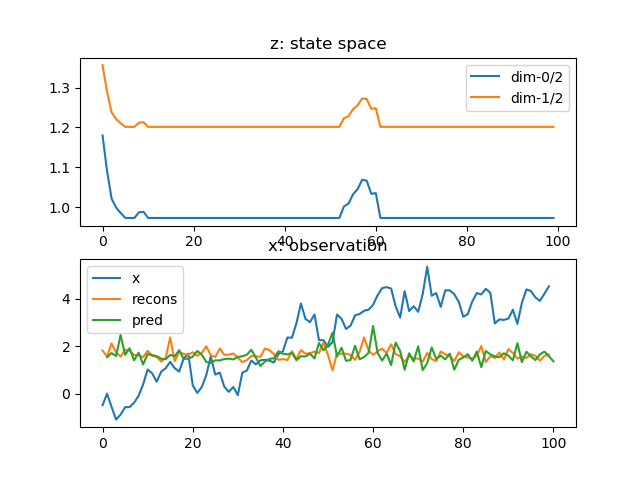 z: state space
1.3
1.2
1.1
1.0
dim-0/2
dim-1/2
0 20 40 60 80 100
x: observation
4
2
0
x
recons
pred
0 20 40 60 80 100